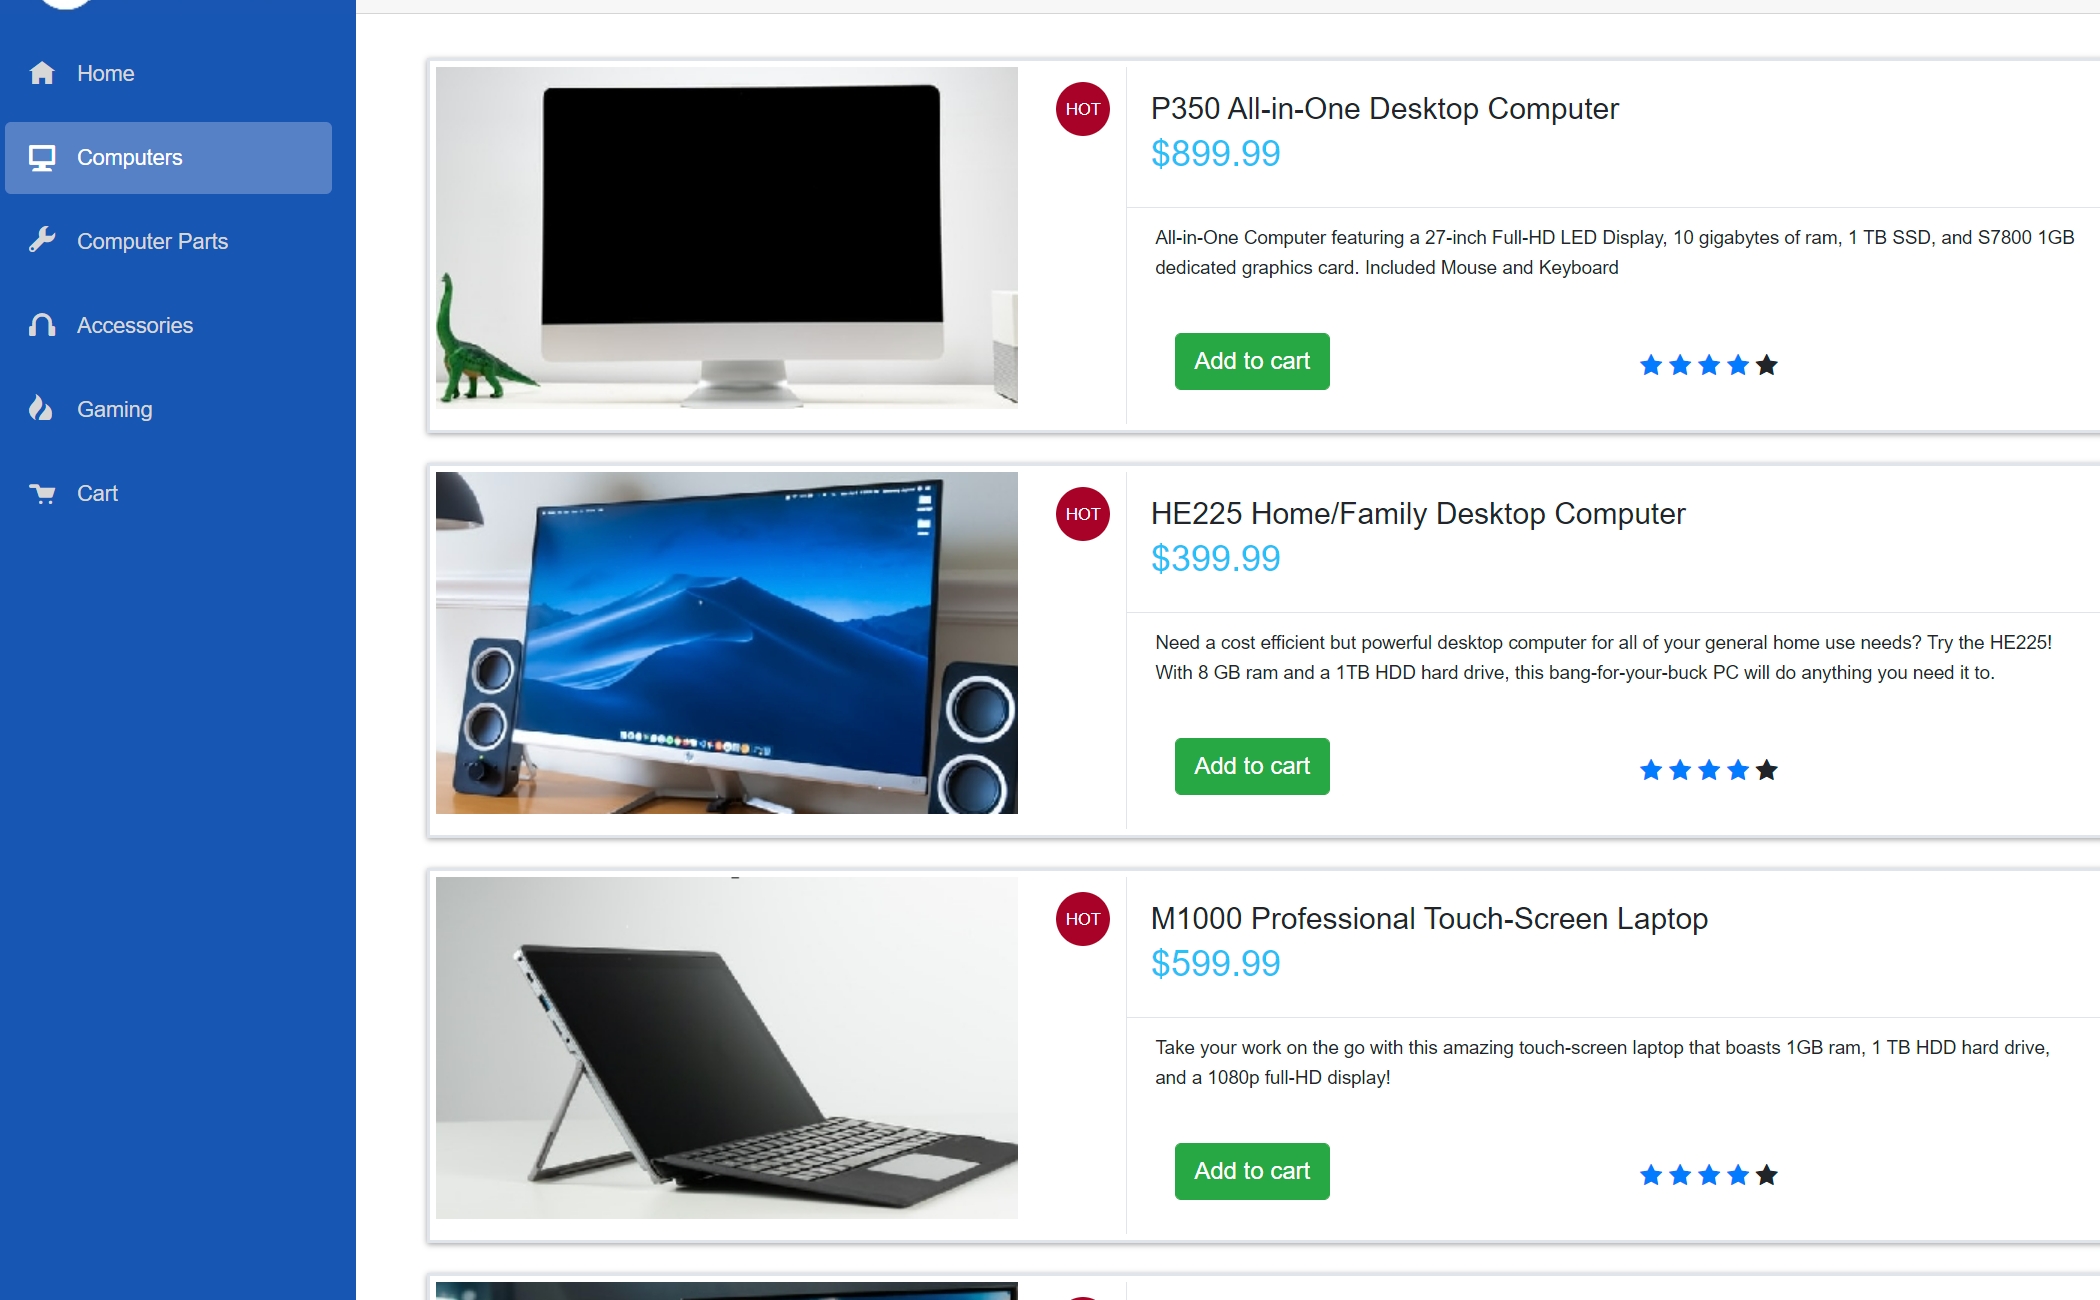 Home
Computers
Computer Parts
Accessories
Gaming
Cart
HOT
P350 All-in-One Desktop Computer
$899.99
All-in-One Computer featuring a 27-inch Full-HD LED Display, 10 gigabytes of ram, 1 TB SSD, and S7800 1GB
dedicated graphics card. Included Mouse and Keyboard
Add to cart
HOT
HE225 Home/Family Desktop Computer
$399.99
Need a cost efficient but powerful desktop computer for all of your general home use needs? Try the HE225!
With 8 GB ram and a 1TB HDD hard drive, this bang-for-your-buck PC will do anything you need it to.
Add to cart
HOT
M1000 Professional Touch-Screen Laptop
$599.99
Take your work on the go with this amazing touch-screen laptop that boasts 1GB ram, 1 TB HDD hard drive,
and a 1080p full-HD display!
Add to cart